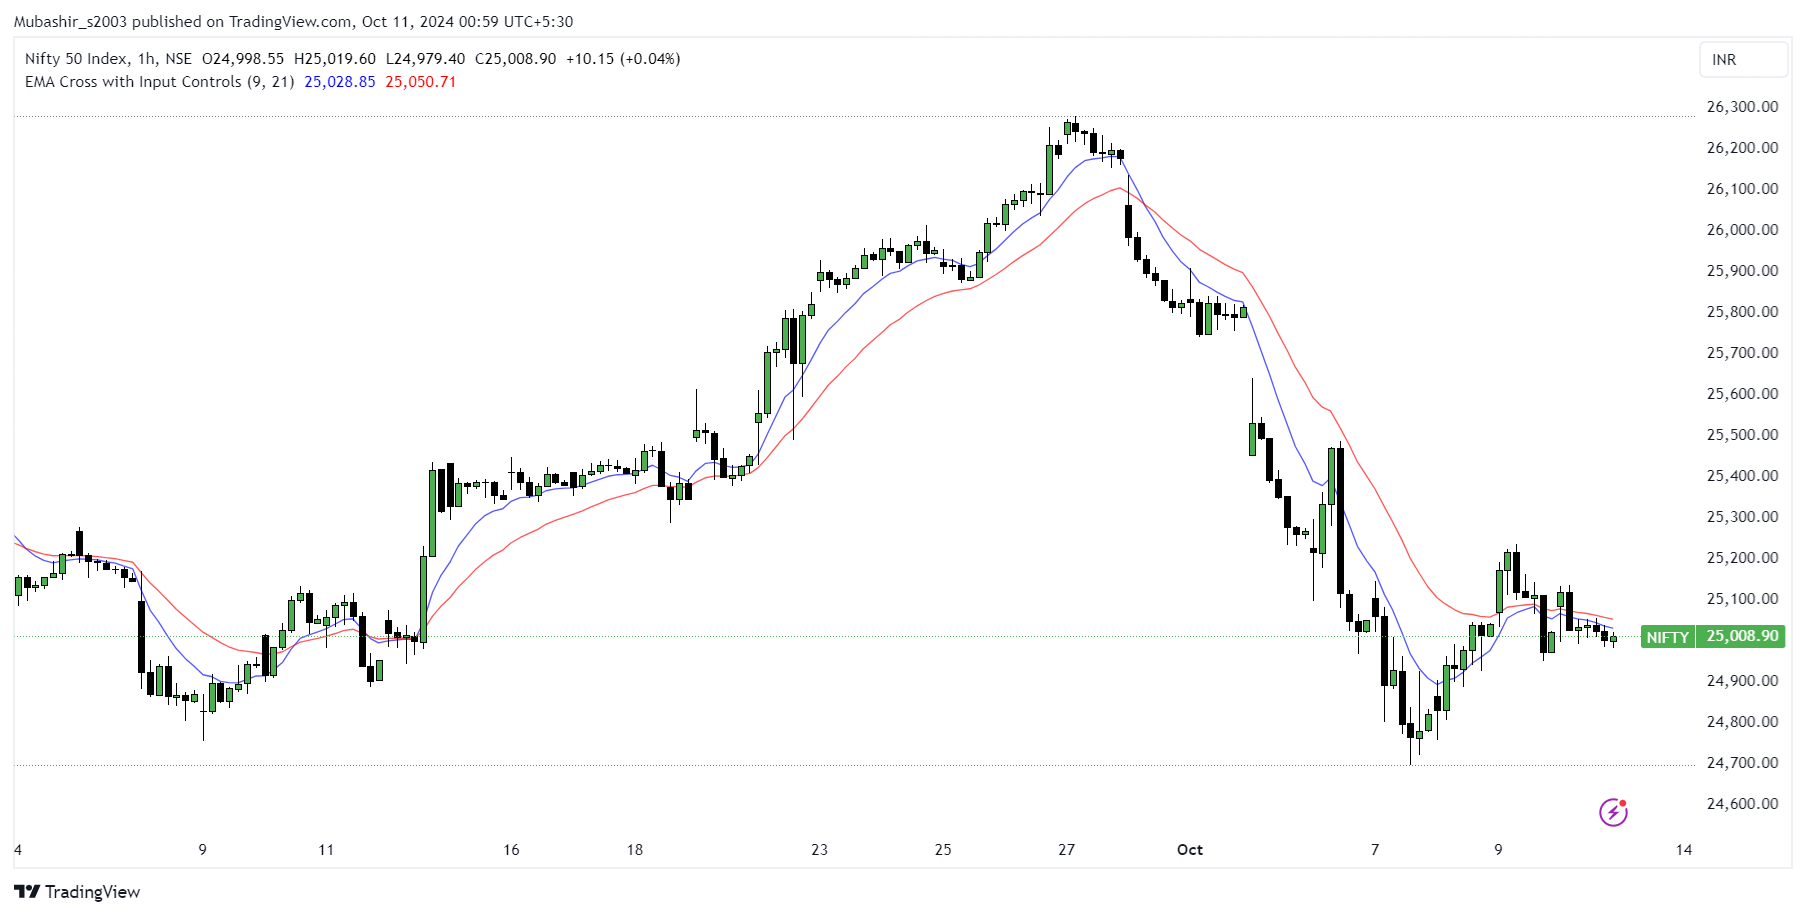 Mubashir_s2003 published on TradingView.com, Oct 11, 2024 00:59 UTC+5:30
Nifty 50 Index, 1h, NSE O24,998.55 H25,019.60 L24,979.40 C25,008.90 +10.15 (+0.04%)
INR
EMA Cross with Input Controls (9, 21) 25,028.85 25,050.71
26,300.00
26,200.00
26,100.00
26,000.00
25,900.00
25,800.00
25,700.00
25,600.00
25,500.00
25,400.00
25,300.00
25,200.00
25,100.00
NIFTY 25,008.90
24,900.00
24,800.00
24,700.00
24,600.00
4 9 11 16 18 23 25 27 Oct 7 9 14
TradingView